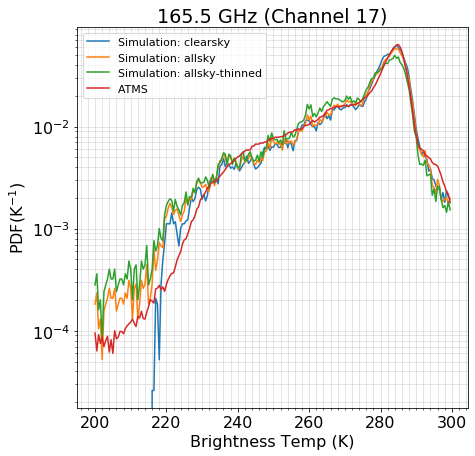 165.5 GHz (Channel 17)
Simulation: clearsky
Simulation: allsky
Simulation: allsky-thinned
ATMS
PDF(K⁻¹)
10⁻²
10⁻³
10⁻⁴
200 220 240 260 280 300
Brightness Temp (K)